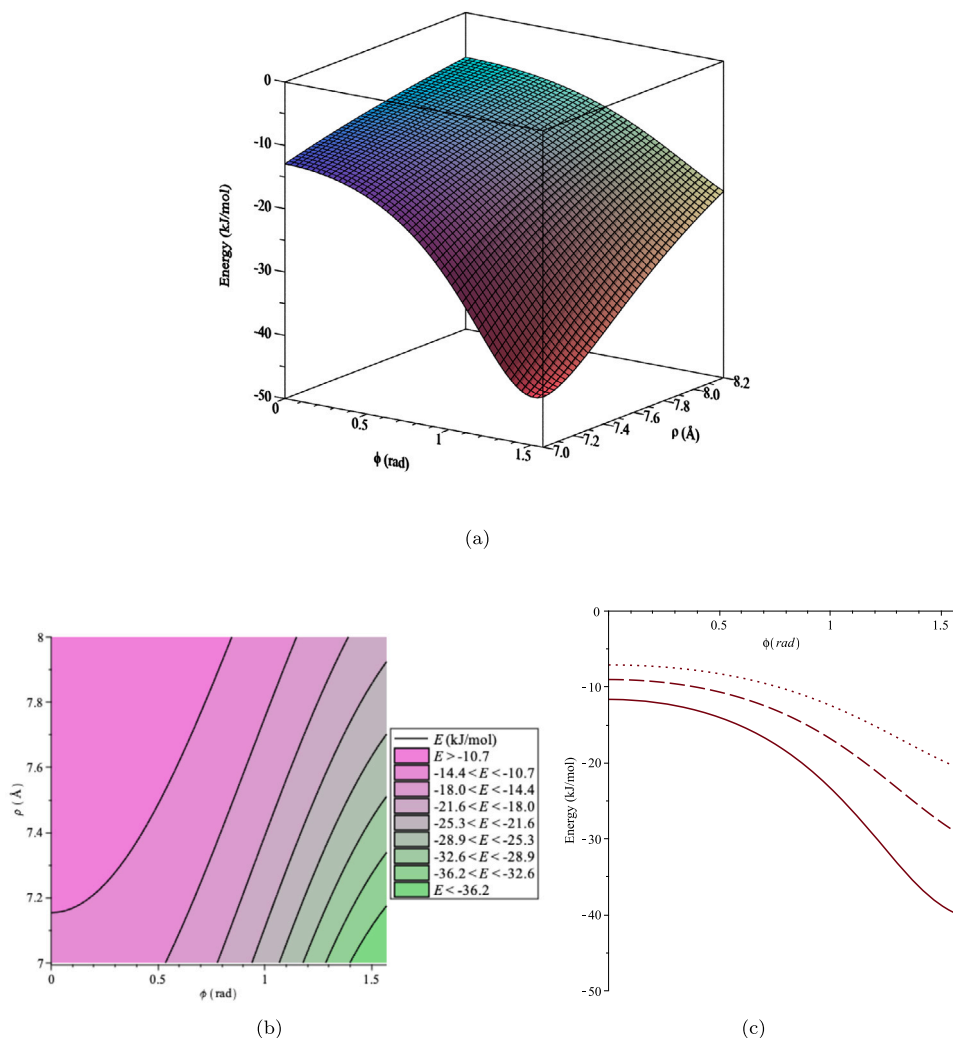 0
-10
-20
-30
-40
-50
Energy (kJ/mol)
0
0.5
1
1.5
ϕ (rad)
7.0
7.2
7.4
7.6
7.8
8.0
8.2
ρ (Å)
(a)
8
7.8
7.6
7.4
7.2
7
ρ (Å)
0
0.5
1
1.5
ϕ (rad)
E (kJ/mol)
E > -10.7
-14.4 < E < -10.7
-18.0 < E < -14.4
-21.6 < E < -18.0
-25.3 < E < -21.6
-28.9 < E < -25.3
-32.6 < E < -28.9
-36.2 < E < -32.6
E < -36.2
(b)
0
0.5
1
1.5
ϕ (rad)
-10
-20
-30
-40
-50
Energy (kJ/mol)
(c)